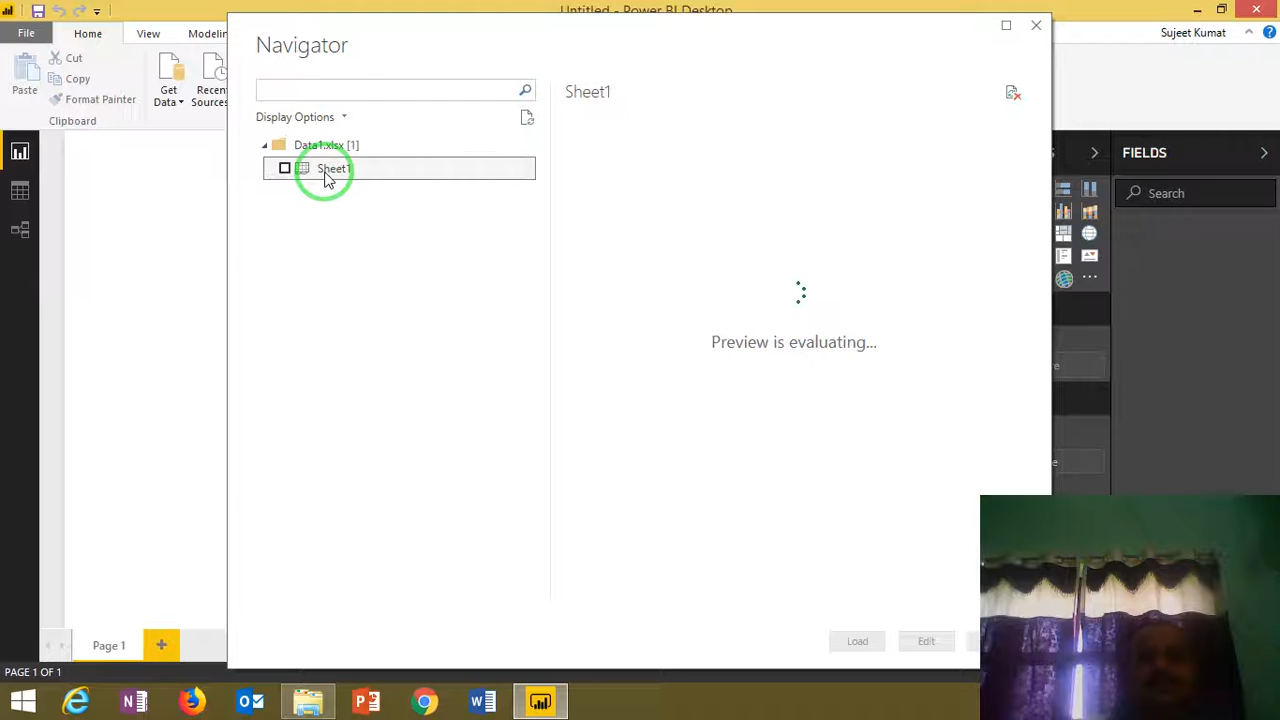 Untitled - Power BI Desktop
File
Home
View
Sujeet Kumat
Paste
Cut
Copy
Format Painter
Clipboard
Get
Data
Recent
Sources
Navigator
Display Options
Data1.xlsx [1]
Sheet1
Sheet1
Preview is evaluating...
Load
Edit
FIELDS
Search
Page 1
PAGE 1 OF 1